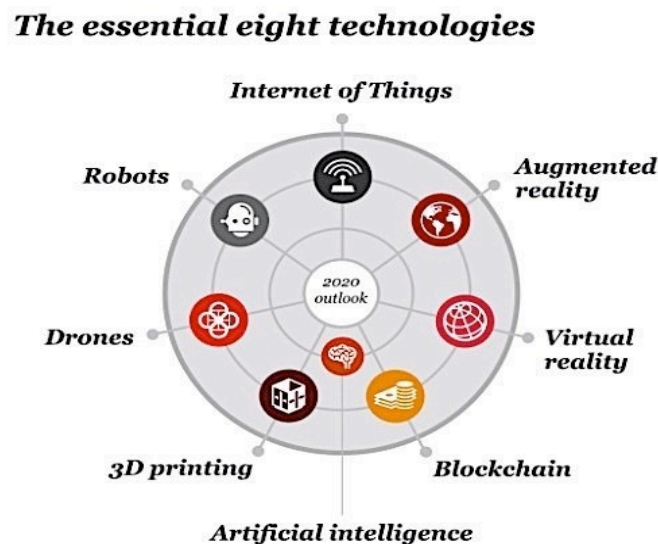 The essential eight technologies
Internet of Things
Robots
Augmented
reality
2020
outlook
Drones
Virtual
reality
3D printing
Blockchain
Artificial intelligence